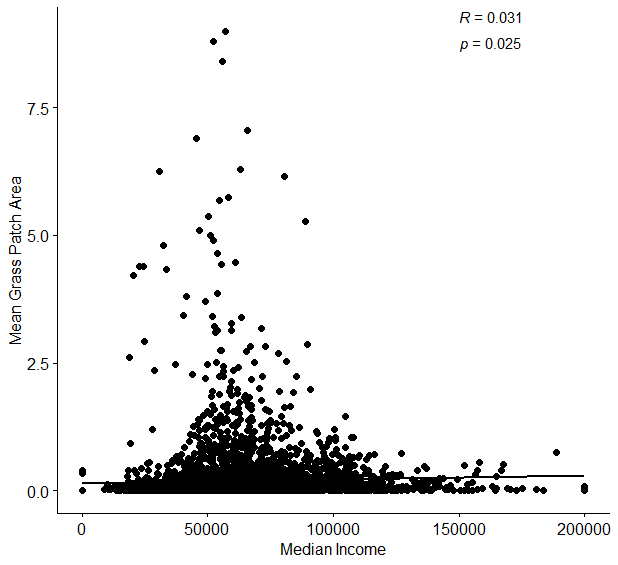 R = 0.031
p = 0.025
7.5
5.0
2.5
0.0
Mean Grass Patch Area
0
50000
100000
150000
200000
Median Income